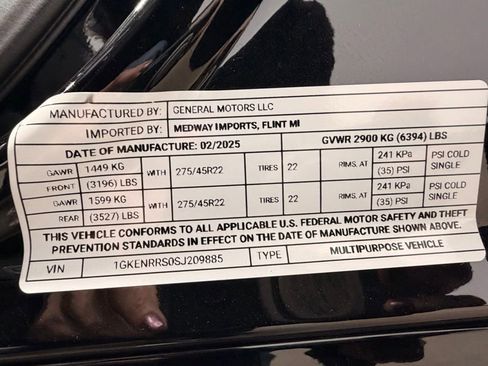 MANUFACTURED BY: GENERAL MOTORS LLC
IMPORTED BY: MEDWAY IMPORTS, FLINT MI
DATE OF MANUFACTURE: 02/2025 GVWR 2900 KG (6394) LBS
GAWR 1449 KG WITH 275/45R22 TIRES 22 RIMS, AT 241 KPa PSI COLD
FRONT (3196) LBS (35) PSI SINGLE
GAWR 1599 KG WITH 275/45R22 TIRES 22 RIMS, AT 241 KPa PSI COLD
REAR (3527) LBS (35) PSI SINGLE
THIS VEHICLE CONFORMS TO ALL APPLICABLE U.S. FEDERAL MOTOR SAFETY AND THEFT
PREVENTION STANDARDS IN EFFECT ON THE DATE OF MANUFACTURE SHOWN ABOVE.
VIN 1GKENRRS0SJ209885 TYPE MULTIPURPOSE VEHICLE